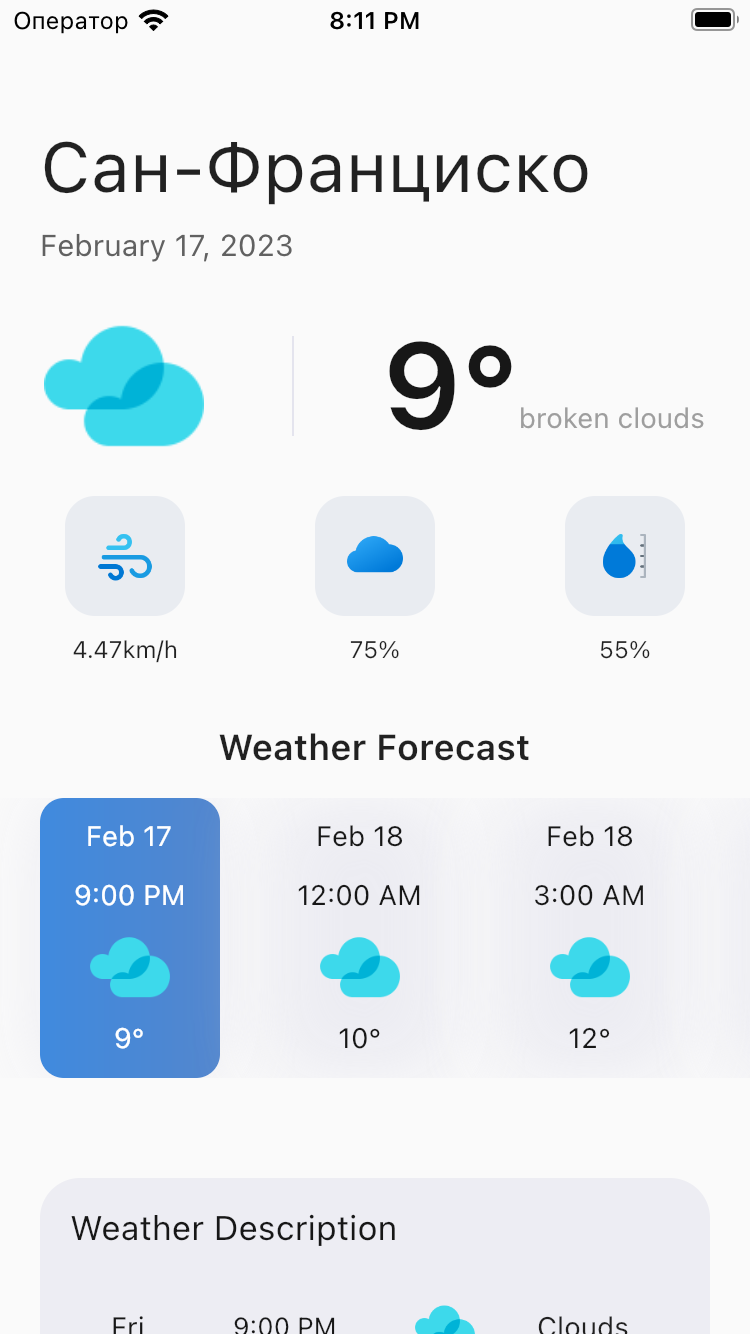 Оператор 8:11 PM
Сан-Франциско
February 17, 2023
9°
broken clouds
4.47km/h 75% 55%
Weather Forecast
Feb 17 Feb 18 Feb 18
9:00 PM 12:00 AM 3:00 AM
9° 10° 12°
Weather Description
Fri 9:00 PM Clouds